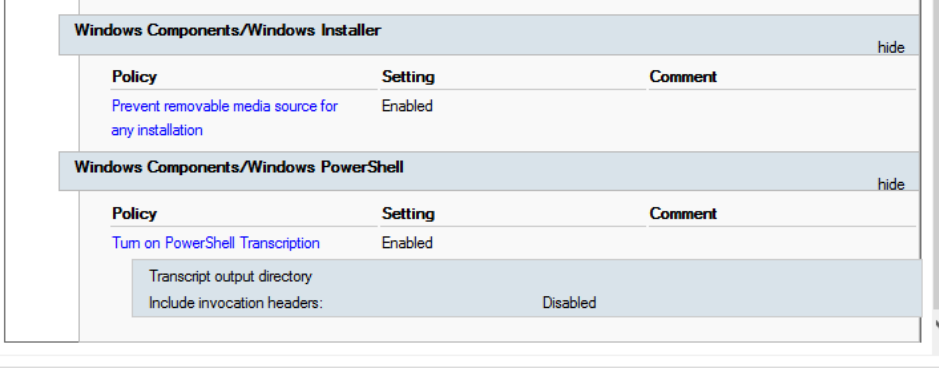 Windows Components/Windows Installer
hide
Policy Setting Comment
Prevent removable media source for Enabled
any installation
Windows Components/Windows PowerShell
hide
Policy Setting Comment
Turn on PowerShell Transcription Enabled
Transcript output directory
Include invocation headers: Disabled